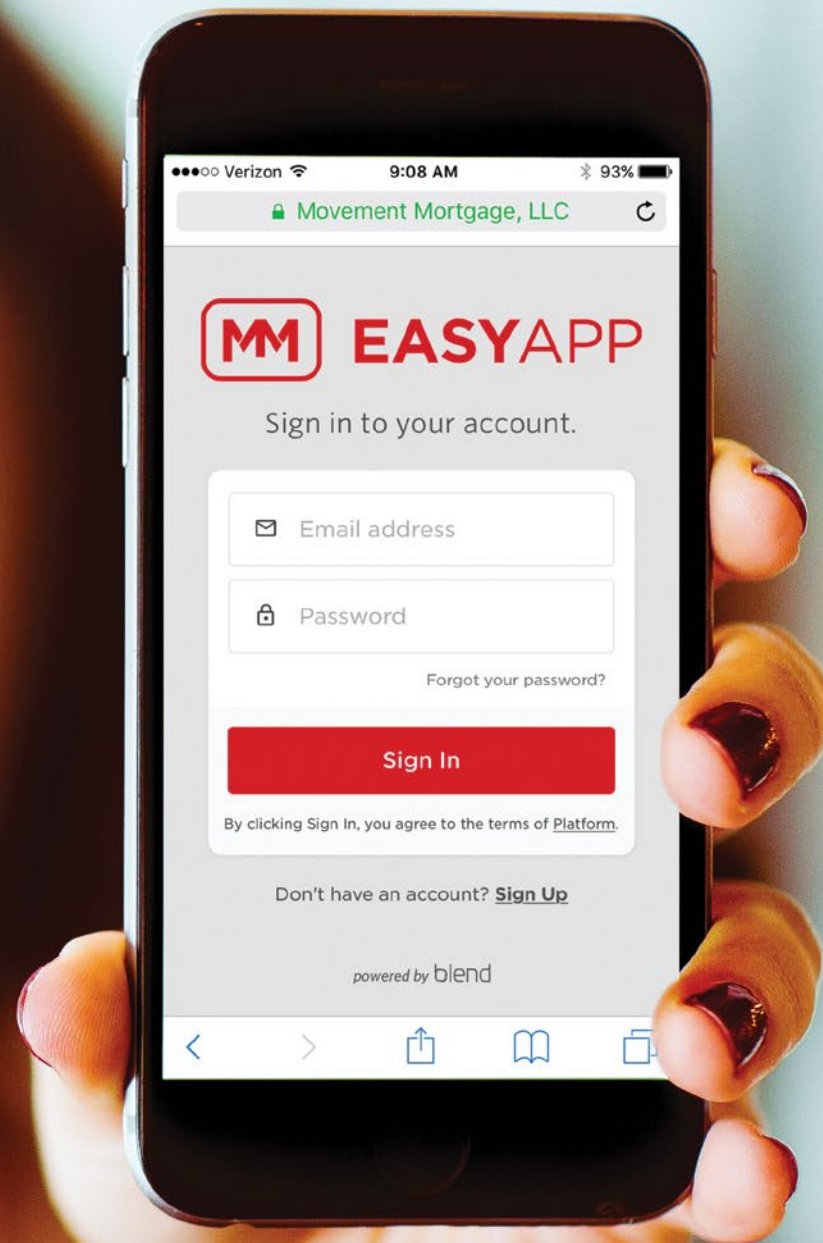 Verizon 9:08 AM 93%
Movement Mortgage, LLC
MM EASYAPP
Sign in to your account.
Email address
Password
Forgot your password?
Sign In
By clicking Sign In, you agree to the terms of Platform.
Don't have an account? Sign Up
powered by blend